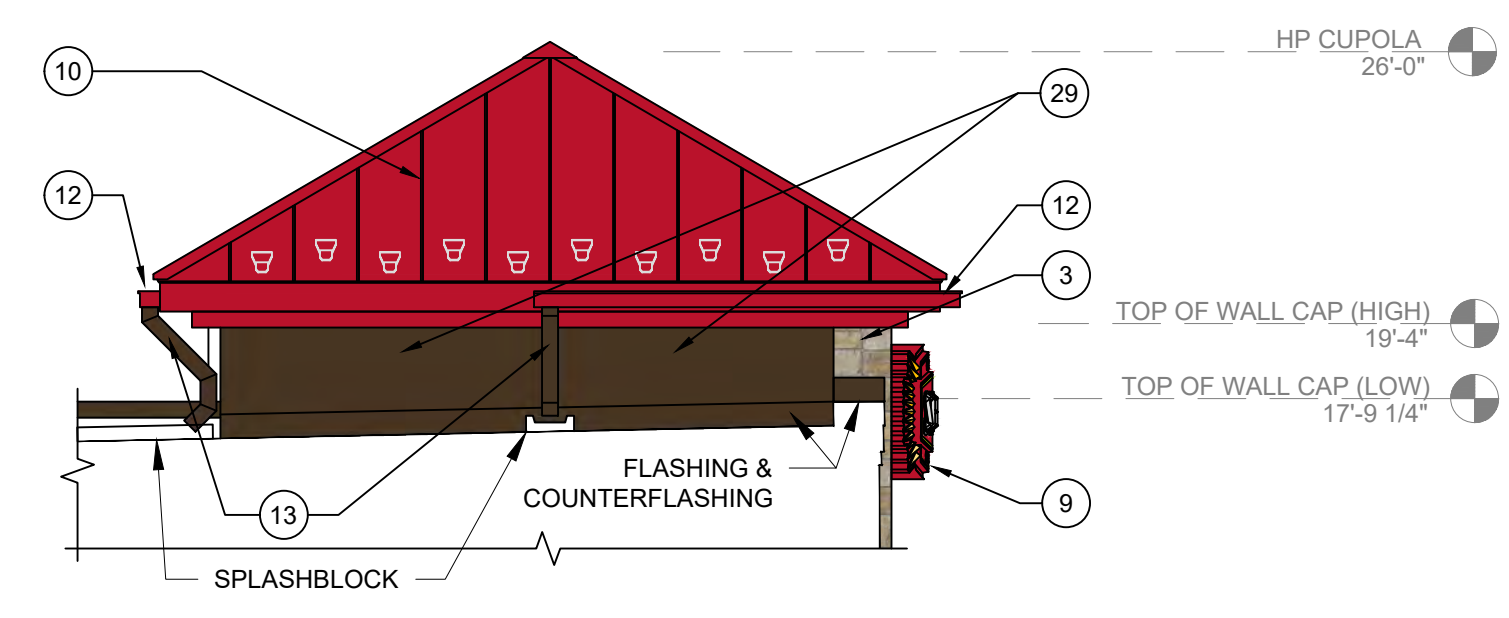 HP CUPOLA
26'-0"
10
29
12
12
3
TOP OF WALL CAP (HIGH)
19'-4"
TOP OF WALL CAP (LOW)
17'-9 1/4"
FLASHING &
COUNTERFLASHING
13
9
SPLASHBLOCK